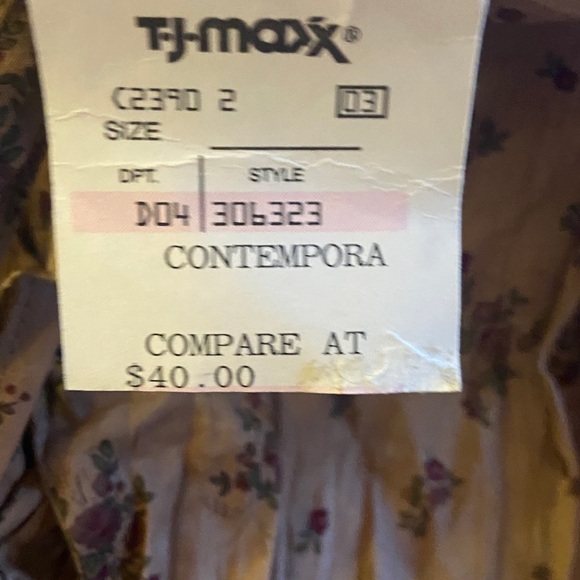 T·J·maxx®
C2390 2 03
SIZE
DPT. STYLE
D04 306323
CONTEMPORA
COMPARE AT
$40.00